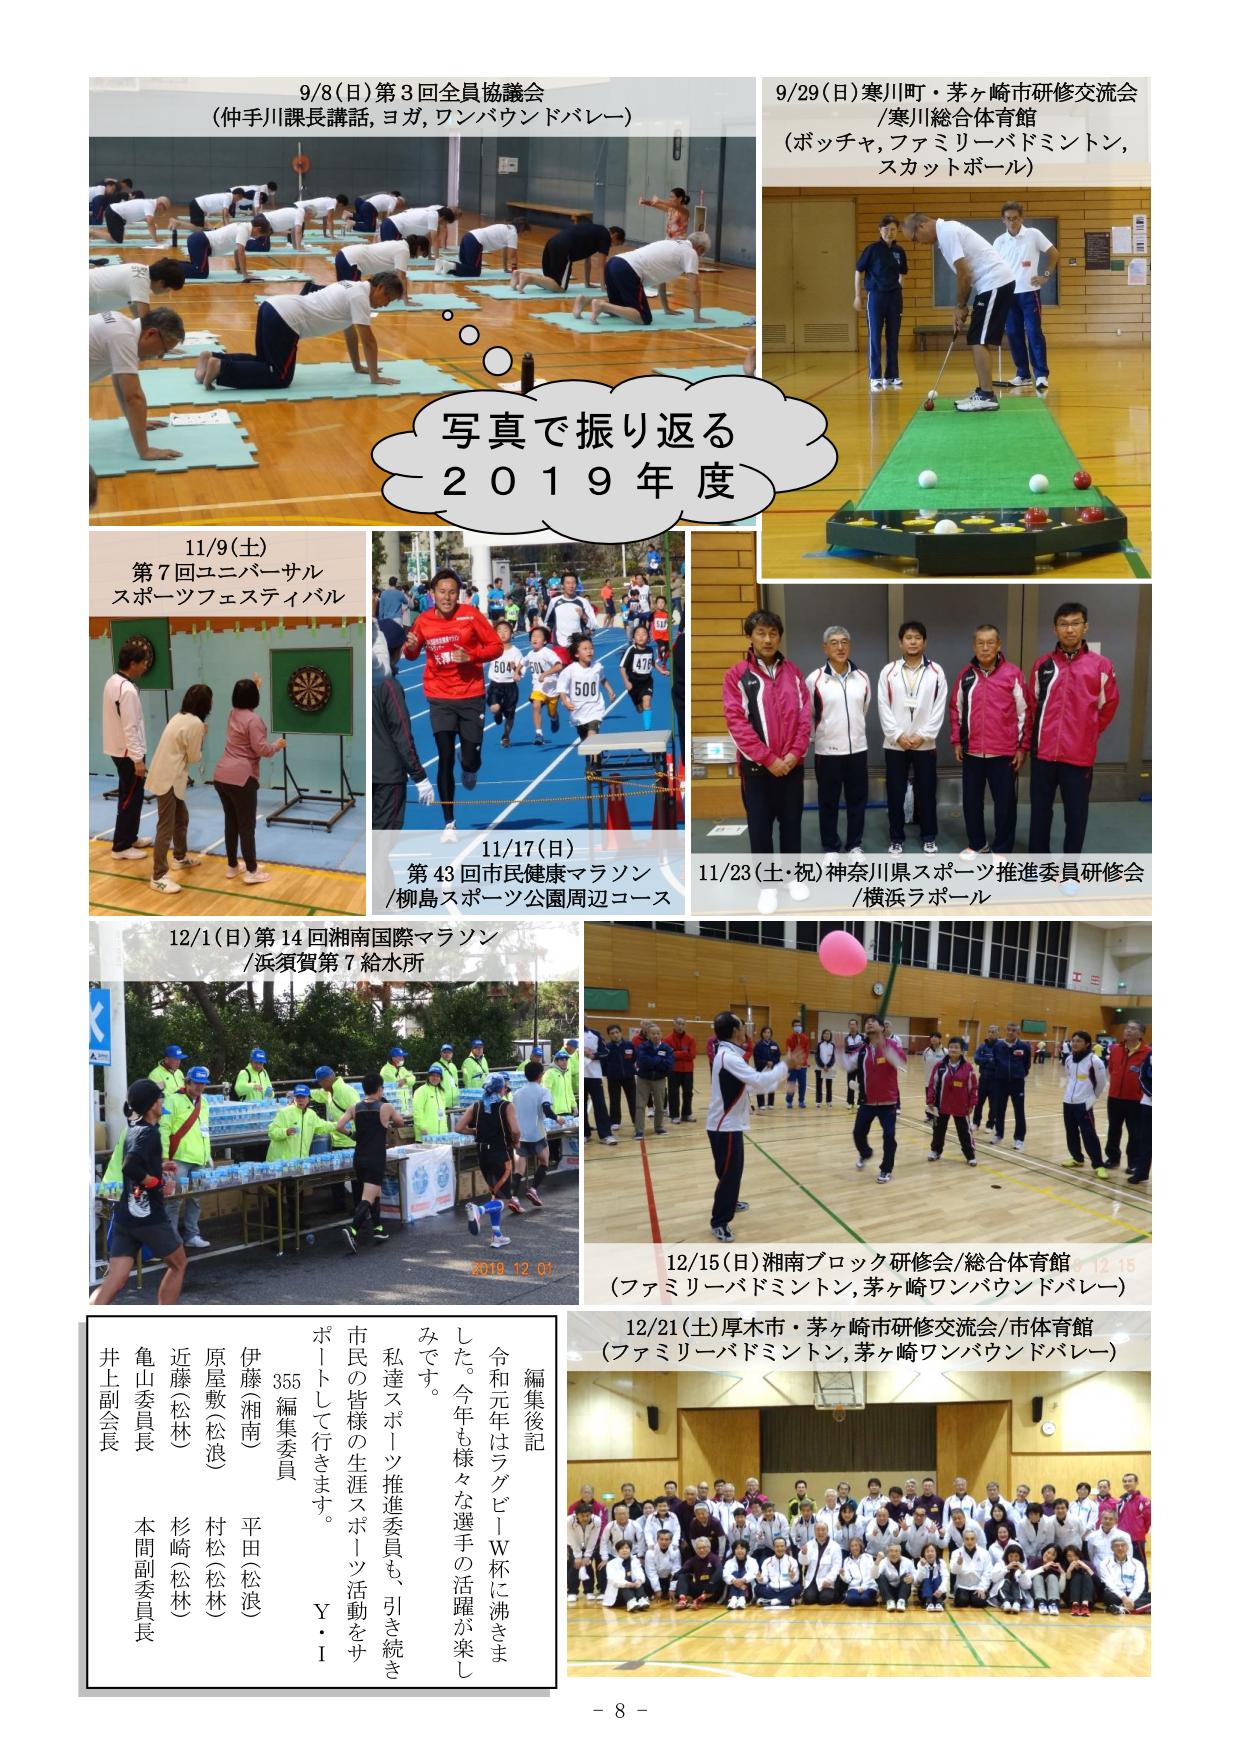 9/8(日)第3回全員協議会
(仲手川課長講話,ヨガ,ワンバウンドバレー)
9/29(日)寒川町・茅ヶ崎市研修交流会
/寒川総合体育館
(ボッチャ,ファミリーバドミントン,
スカットボール)
写真で振り返る
2019年度
11/9(土)
第7回ユニバーサル
スポーツフェスティバル
504
501
500
476
511
11/17(日)
第43回市民健康マラソン
/柳島スポーツ公園周辺コース
11/23(土・祝)神奈川県スポーツ推進委員研修会
/横浜ラポール
12/1(日)第14回湘南国際マラソン
/浜須賀第7給水所
2019 12 01
12/15(日)湘南ブロック研修会/総合体育館
(ファミリーバドミントン,茅ヶ崎ワンバウンドバレー)
12 15
12/21(土)厚木市・茅ヶ崎市研修交流会/市体育館
(ファミリーバドミントン,茅ヶ崎ワンバウンドバレー)
編集後記
令和元年はラグビーW杯に沸きま
した。今年も様々な選手の活躍が楽し
みです。
私達スポーツ推進委員も、引き続き
市民の皆様の生涯スポーツ活動をサ
ポートして行きます。 Y・I
355編集委員
伊藤(湘南) 平田(松浪)
原屋敷(松浪) 村松(松林)
近藤(松林) 杉崎(松林)
亀山委員長 本間副委員長
井上副会長
- 8 -